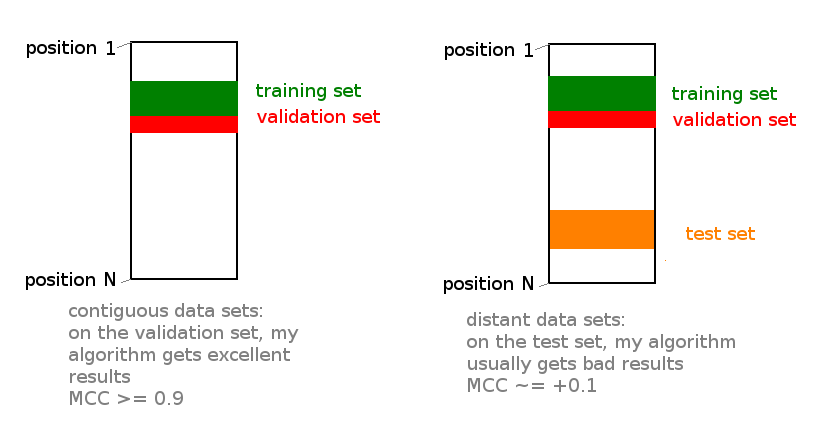 position 1
training set
validation set
position N
contiguous data sets:
on the validation set, my
algorithm gets excellent
results
MCC >= 0.9
position 1
training set
validation set
test set
position N
distant data sets:
on the test set, my algorithm
usually gets bad results
MCC ~= +0.1